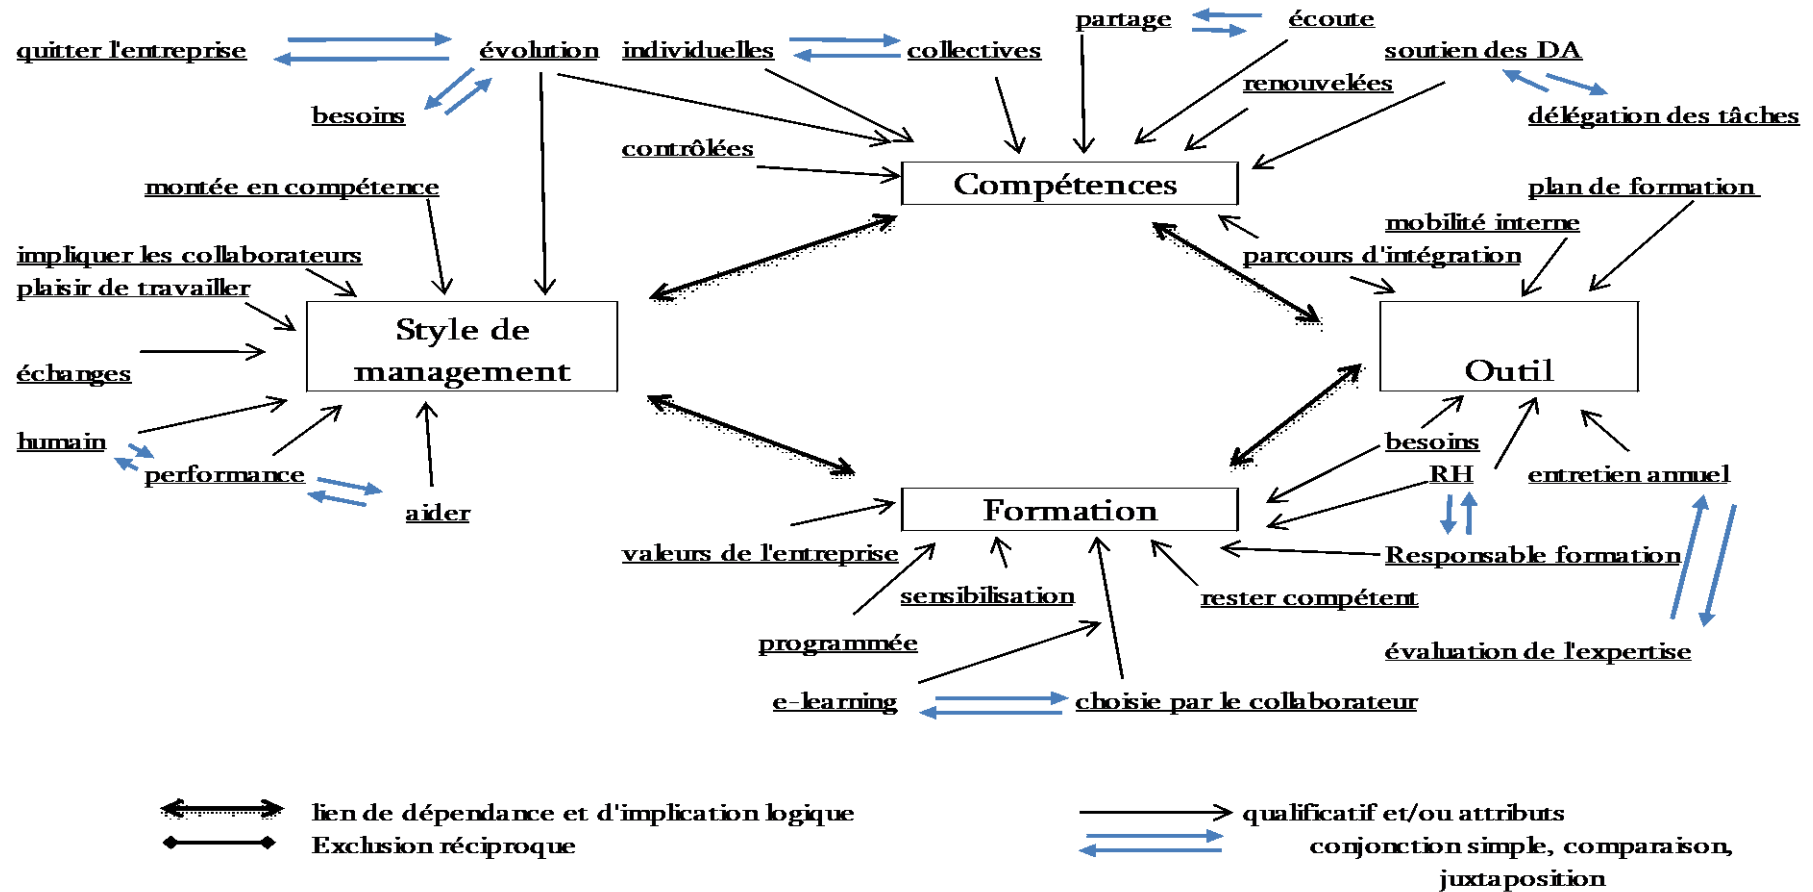 partage
écoute
quitter l'entreprise
évolution
individuelles
collectives
soutien des DA
renouvelées
besoins
délégation des tâches
contrôlées
Compétences
montée en compétence
plan de formation
mobilité interne
impliquer les collaborateurs
parcours d'intégration
plaisir de travailler
Style de
management
Outil
échanges
humain
besoins
performance
RH
entretien annuel
aider
Formation
valeurs de l'entreprise
Responsable formation
sensibilisation
rester compétent
programmée
évaluation de l'expertise
e-learning
choisie par le collaborateur
lien de dépendance et d'implication logique
qualificatif et/ou attributs
Exclusion réciproque
conjonction simple, comparaison,
juxtaposition